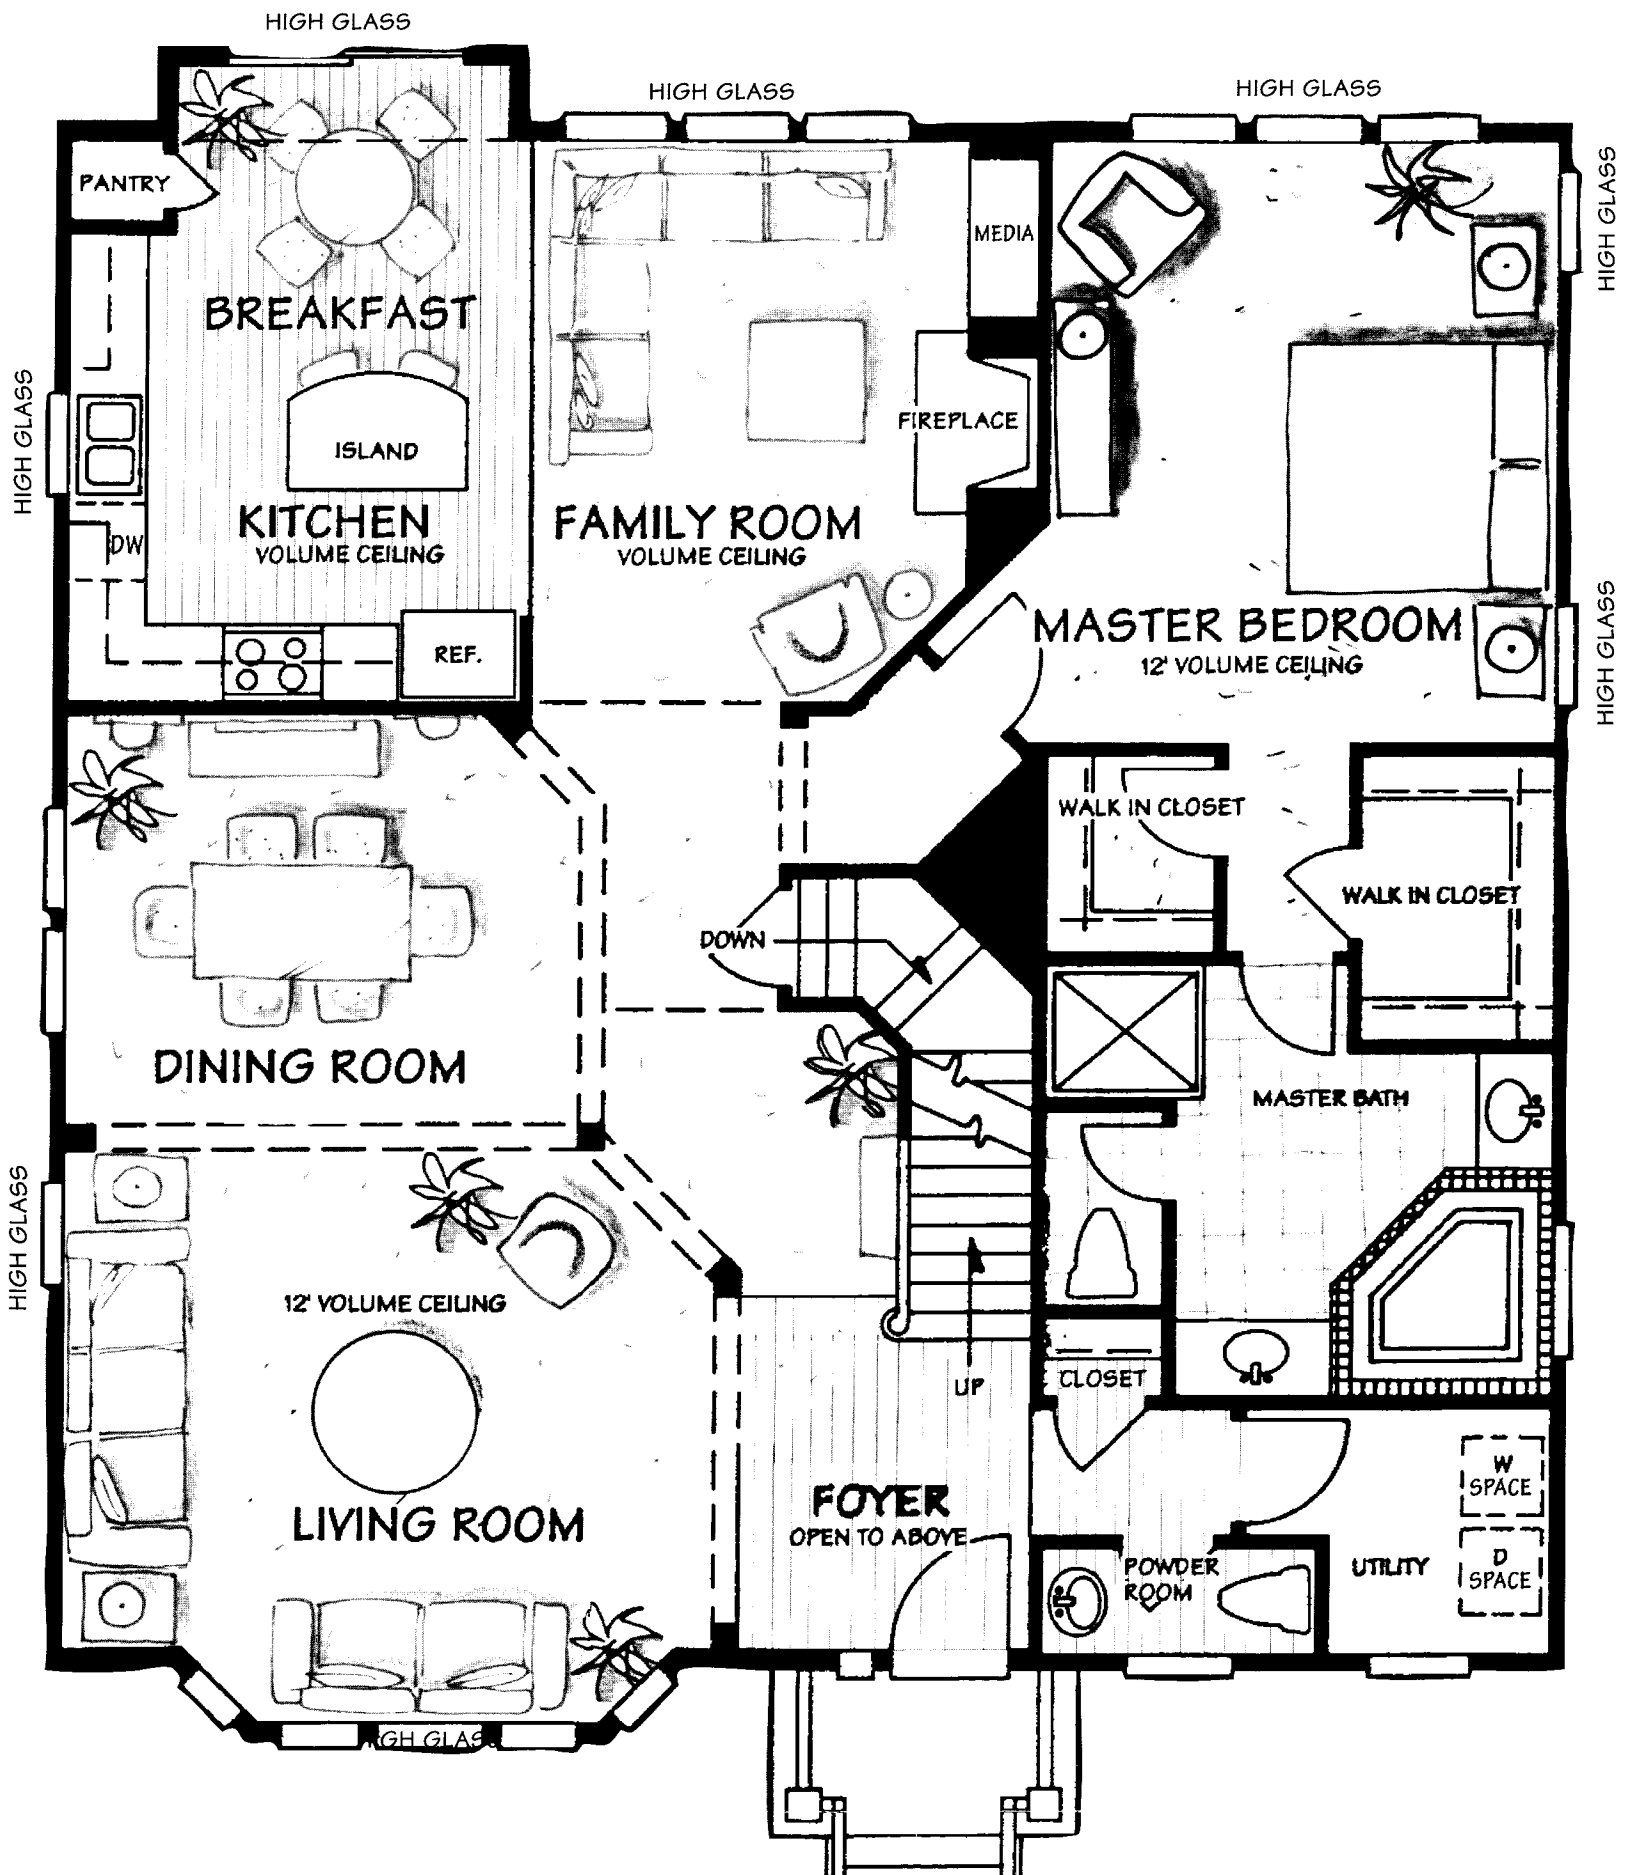 HIGH GLASS
HIGH GLASS
HIGH GLASS
HIGH GLASS
PANTRY
MEDIA
BREAKFAST
HIGH GLASS
ISLAND
FIREPLACE
KITCHEN
VOLUME CEILING
DW
FAMILY ROOM
VOLUME CEILING
REF.
MASTER BEDROOM
12' VOLUME CEILING
HIGH GLASS
WALK IN CLOSET
WALK IN CLOSET
DOWN
DINING ROOM
MASTER BATH
HIGH GLASS
12' VOLUME CEILING
UP
CLOSET
LIVING ROOM
FOYER
OPEN TO ABOVE
W
SPACE
D
SPACE
POWDER
ROOM
UTILITY
GH GLAS